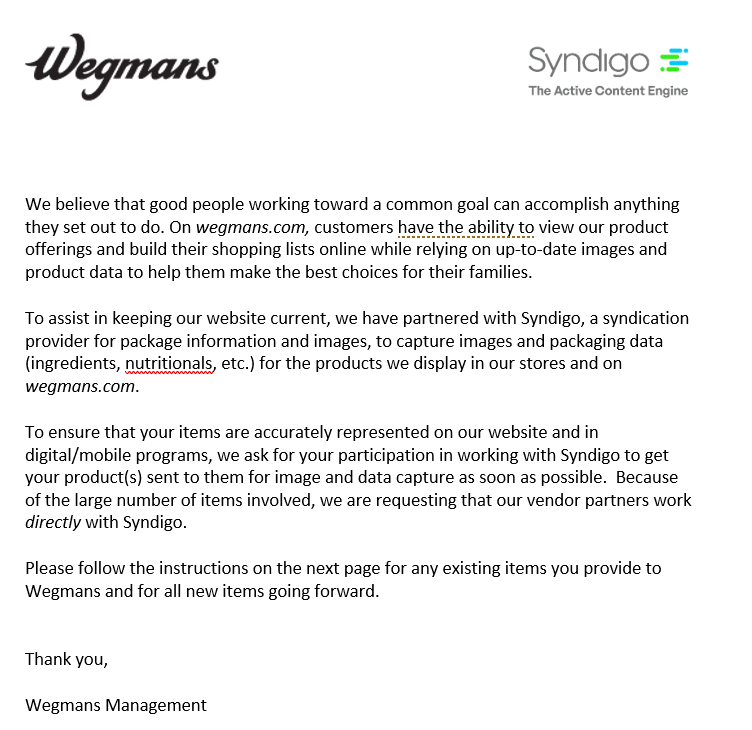 Wegmans
Syndigo
The Active Content Engine
We believe that good people working toward a common goal can accomplish anything
they set out to do. On wegmans.com, customers have the ability to view our product
offerings and build their shopping lists online while relying on up-to-date images and
product data to help them make the best choices for their families.
To assist in keeping our website current, we have partnered with Syndigo, a syndication
provider for package information and images, to capture images and packaging data
(ingredients, nutritionals, etc.) for the products we display in our stores and on
wegmans.com.
To ensure that your items are accurately represented on our website and in
digital/mobile programs, we ask for your participation in working with Syndigo to get
your product(s) sent to them for image and data capture as soon as possible.  Because
of the large number of items involved, we are requesting that our vendor partners work
directly with Syndigo.
Please follow the instructions on the next page for any existing items you provide to
Wegmans and for all new items going forward.
Thank you,
Wegmans Management